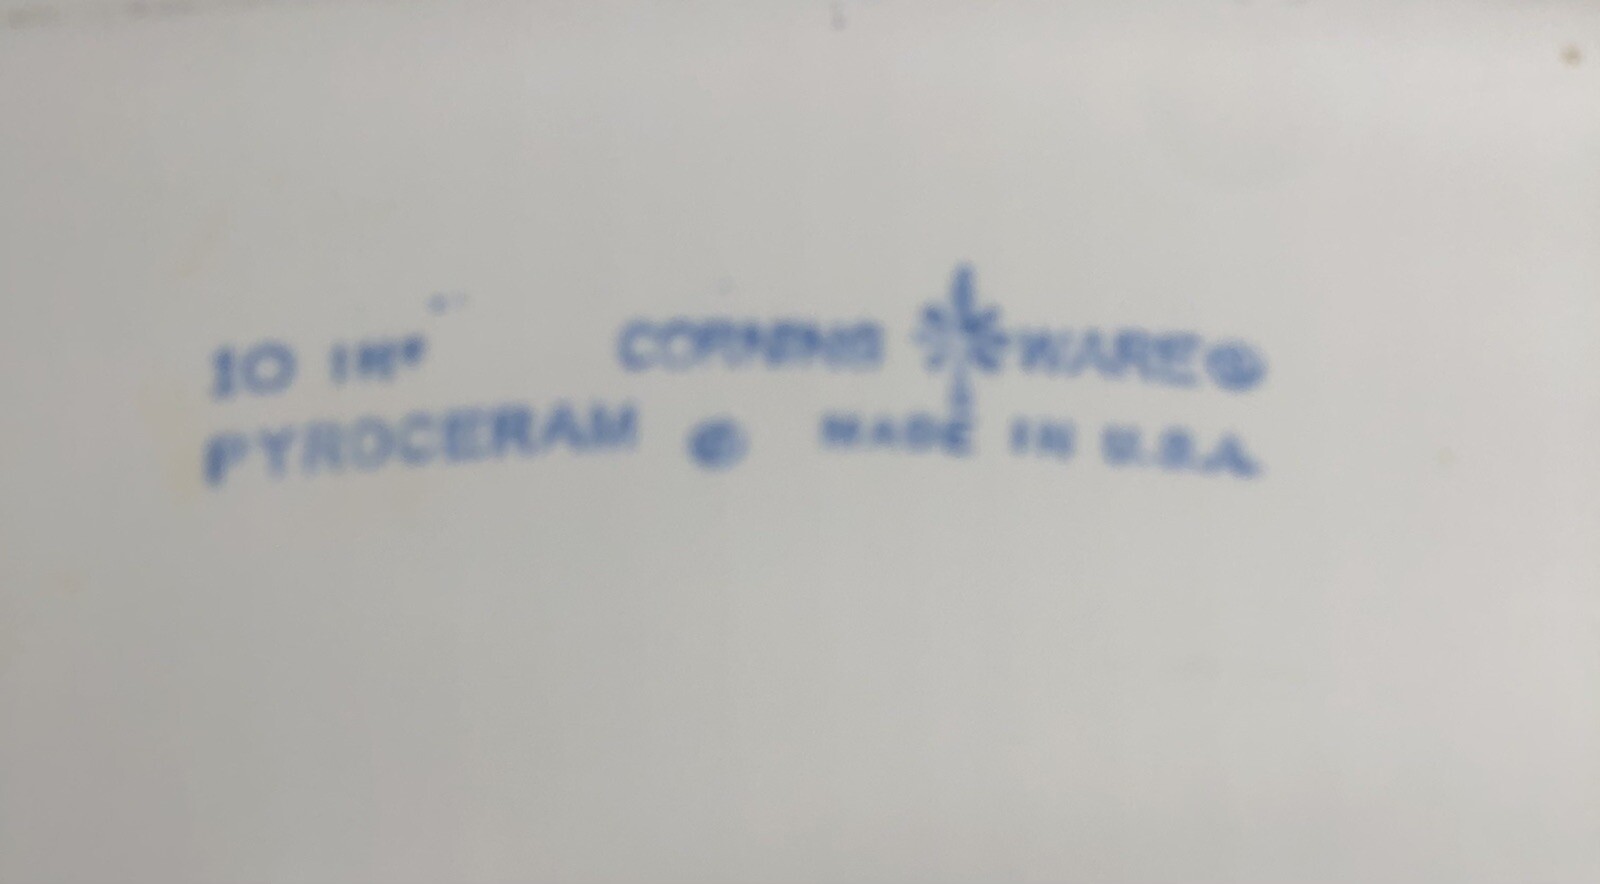 10 IN. CORNING WARE®
PYROCERAM ® MADE IN U.S.A.